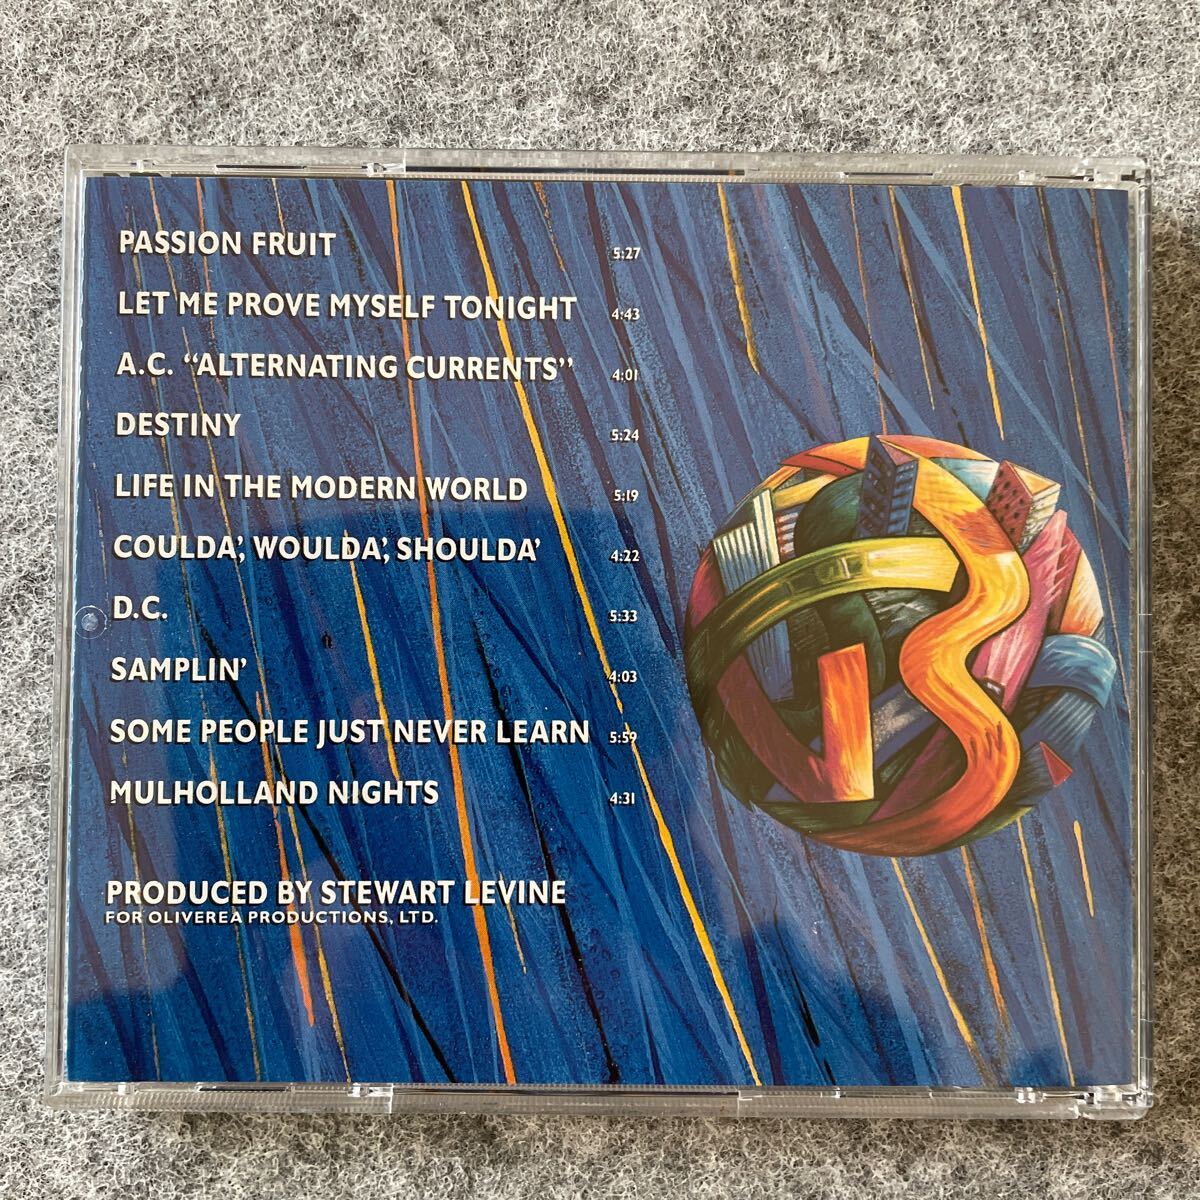 PASSION FRUIT 5:27
LET ME PROVE MYSELF TONIGHT 4:43
A.C. “ALTERNATING CURRENTS” 4:01
DESTINY 5:24
LIFE IN THE MODERN WORLD 5:19
COULDA’, WOULDA’, SHOULDA’ 4:22
D.C. 5:33
SAMPLIN’ 4:03
SOME PEOPLE JUST NEVER LEARN 5:59
MULHOLLAND NIGHTS 4:31
PRODUCED BY STEWART LEVINE
FOR OLIVEREA PRODUCTIONS, LTD.